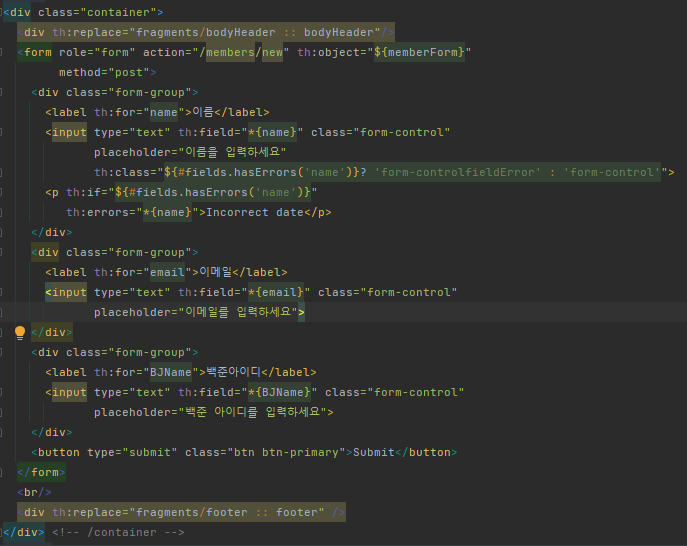 <div class="container">
<div th:replace="fragments/bodyHeader :: bodyHeader"/>
<form role="form" action="/members/new" th:object="${memberForm}"
method="post">
<div class="form-group">
<label th:for="name">이름</label>
<input type="text" th:field="*{name}" class="form-control"
placeholder="이름을 입력하세요"
th:class="${#fields.hasErrors('name')}? 'form-controlfieldError' : 'form-control'">
<p th:if="${#fields.hasErrors('name')}"
th:errors="*{name}">Incorrect date</p>
</div>
<div class="form-group">
<label th:for="email">이메일</label>
<input type="text" th:field="*{email}" class="form-control"
placeholder="이메일를 입력하세요">
</div>
<div class="form-group">
<label th:for="BJName">백준아이디</label>
<input type="text" th:field="*{BJName}" class="form-control"
placeholder="백준 아이디를 입력하세요">
</div>
<button type="submit" class="btn btn-primary">Submit</button>
</form>
<br/>
<div th:replace="fragments/footer :: footer" />
</div> <!-- /container -->